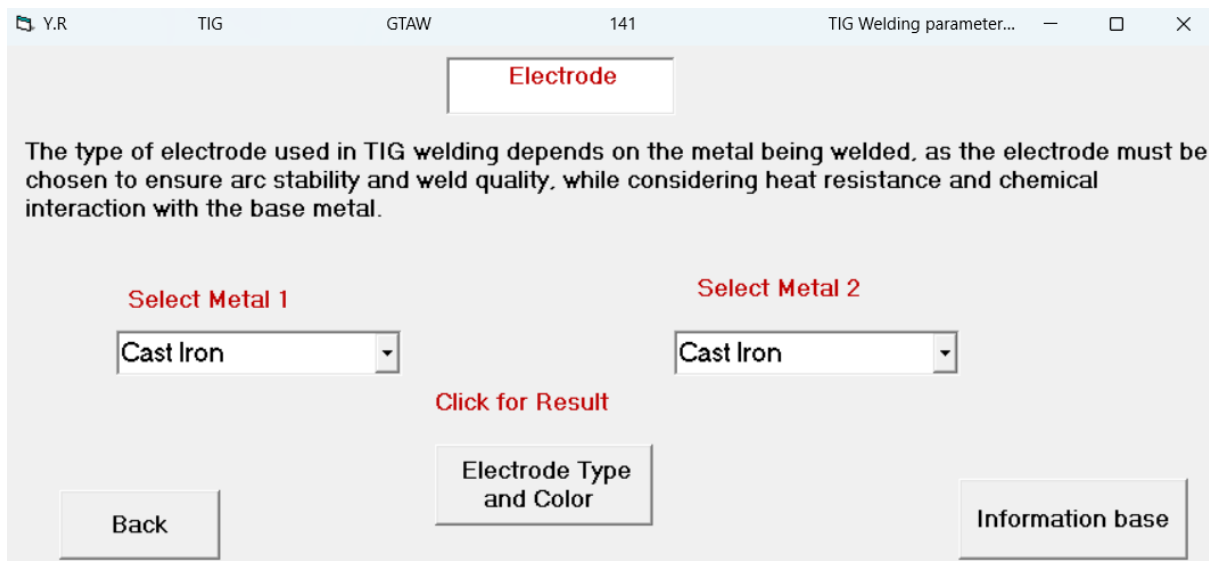 Y.R TIG GTAW 141 TIG Welding parameter...
Electrode
The type of electrode used in TIG welding depends on the metal being welded, as the electrode must be
chosen to ensure arc stability and weld quality, while considering heat resistance and chemical
interaction with the base metal.
Select Metal 1
Select Metal 2
Cast Iron
Cast Iron
Click for Result
Electrode Type
and Color
Back
Information base